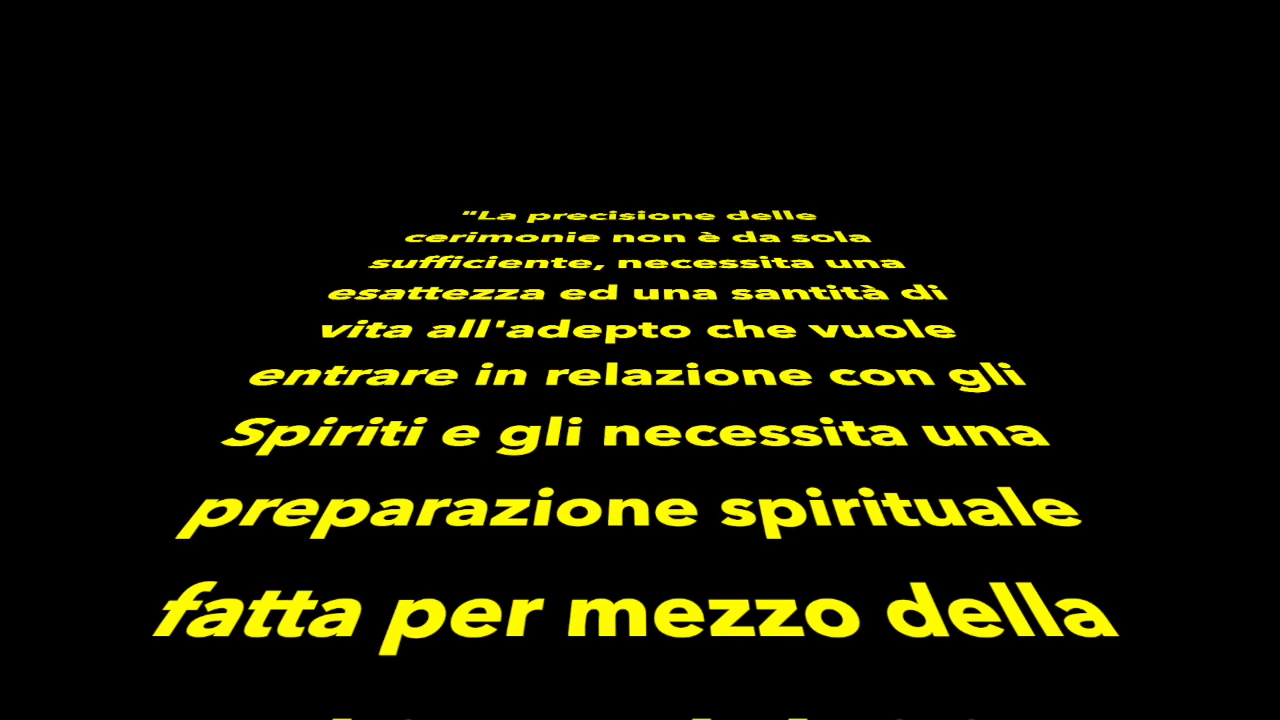 "La precisione delle
cerimonie non è da sola
sufficiente, necessita una
esattezza ed una santità di
vita all'adepto che vuole
entrare in relazione con gli
Spiriti e gli necessita una
preparazione spirituale
fatta per mezzo della